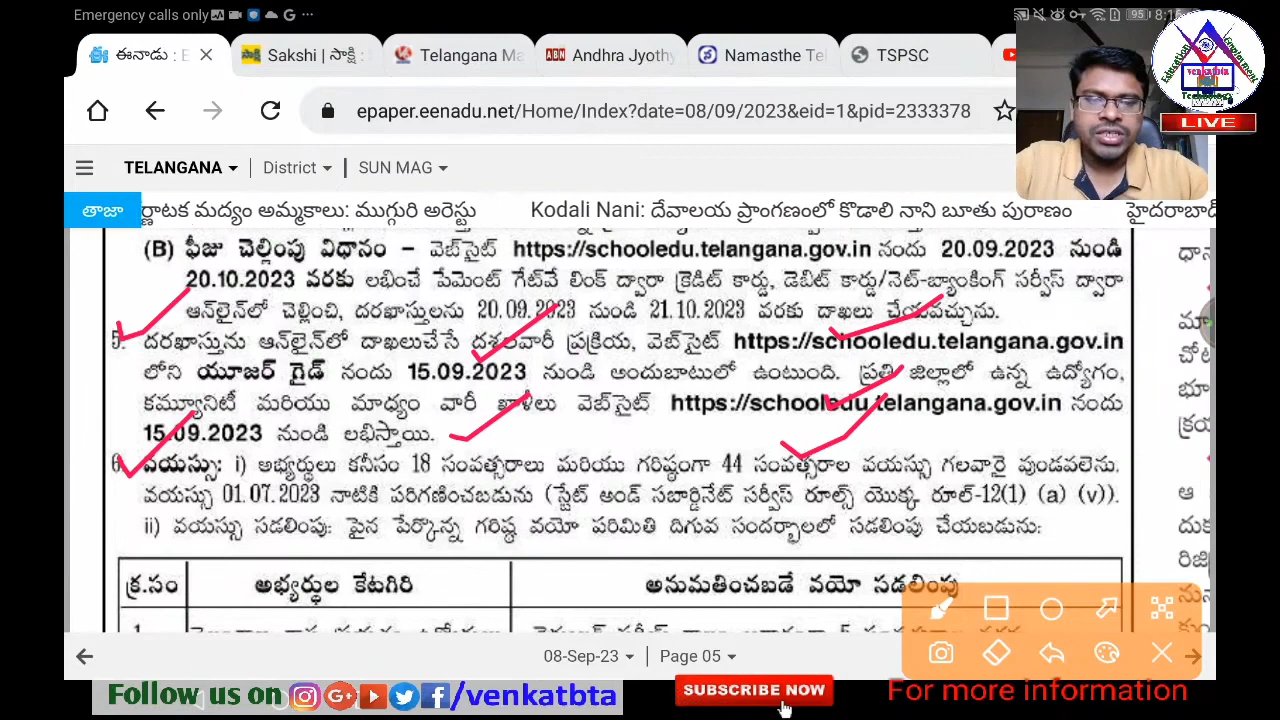 Emergency calls only
95
8:15
ఈనాడు : E
Sakshi | సాక్షి :
Telangana Ma
Andhra Jyothy
Namasthe Tel
TSPSC
venkatbta
LIVE
epaper.eenadu.net/Home/Index?date=08/09/2023&eid=1&pid=2333378
TELANGANA
District
SUN MAG
తాజా
ర్ణాటక మద్యం అమ్మకాలు: ముగ్గురి అరెస్టు Kodali Nani: దేవాలయ ప్రాంగణంలో కొడాలి నాని బూతు పురాణం హైదరాబాద్
(B) ఫీజు చెల్లింపు విధానం – వెబ్‌సైట్ https://schooledu.telangana.gov.in నందు 20.09.2023 నుండి
20.10.2023 వరకు లభించే పేమెంట్ గేట్‌వే లింక్ ద్వారా క్రెడిట్ కార్డు, డెబిట్ కార్డు/నెట్-బ్యాంకింగ్ సర్వీస్ ద్వారా
ఆన్‌లైన్‌లో చెల్లించి, దరఖాస్తులను 20.09.2023 నుండి 21.10.2023 వరకు దాఖలు చేయవచ్చును.
5. దరఖాస్తును ఆన్‌లైన్‌లో దాఖలుచేసే దశలవారీ ప్రక్రియ, వెబ్‌సైట్ https://schooledu.telangana.gov.in
లోని యూజర్ గైడ్ నందు 15.09.2023 నుండి అందుబాటులో ఉంటుంది. ప్రతి జిల్లాలో ఉన్న ఉద్యోగం,
కమ్యూనిటీ మరియు మాధ్యం వారీ ఖాళీలు వెబ్‌సైట్ https://schooledu.telangana.gov.in నందు
15.09.2023 నుండి లభిస్తాయి.
6. వయస్సు: i) అభ్యర్థులు కనీసం 18 సంవత్సరాలు మరియు గరిష్ఠంగా 44 సంవత్సరాల వయస్సు గలవారై వుండవలెను.
వయస్సు 01.07.2023 నాటికి పరిగణించబడును (స్టేట్ అండ్ సబార్డినేట్ సర్వీస్ రూల్స్ యొక్క రూల్-12(1) (a) (v)).
ii) వయస్సు సడలింపు: పైన పేర్కొన్న గరిష్ఠ వయో పరిమితి దిగువ సందర్భాలలో సడలింపు చేయబడును:
క్ర.సం అభ్యర్థుల కేటగిరి అనుమతించబడే వయో సడలింపు
08-Sep-23
Page 05
Follow us on
/venkatbta
SUBSCRIBE NOW
For more information